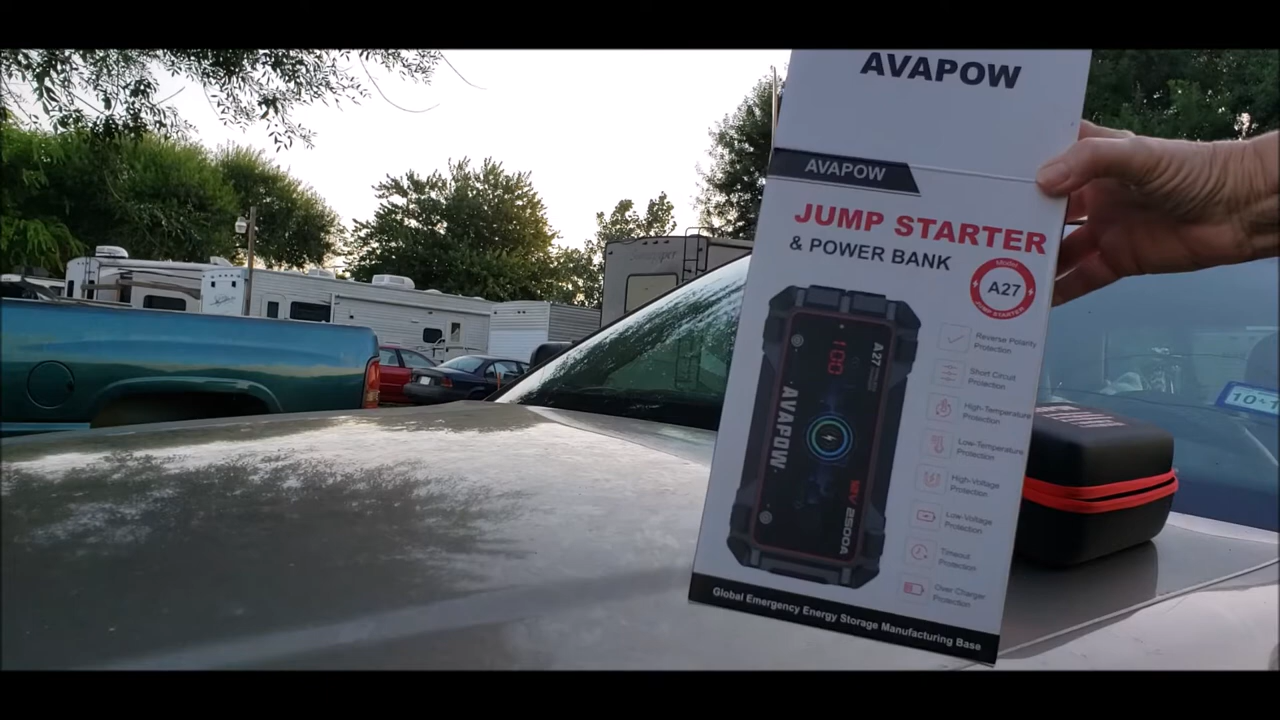 AVAPOW
AVAPOW
JUMP STARTER
& POWER BANK
Model
A27
JUMP STARTER
Reverse Polarity
Protection
Short Circuit
Protection
High-Temperature
Protection
Low-Temperature
Protection
High-Voltage
Protection
Low-Voltage
Protection
Timeout
Protection
Over Charger
Protection
100
A27
AVAPOW
12V 2500A
Global Emergency Energy Storage Manufacturing Base